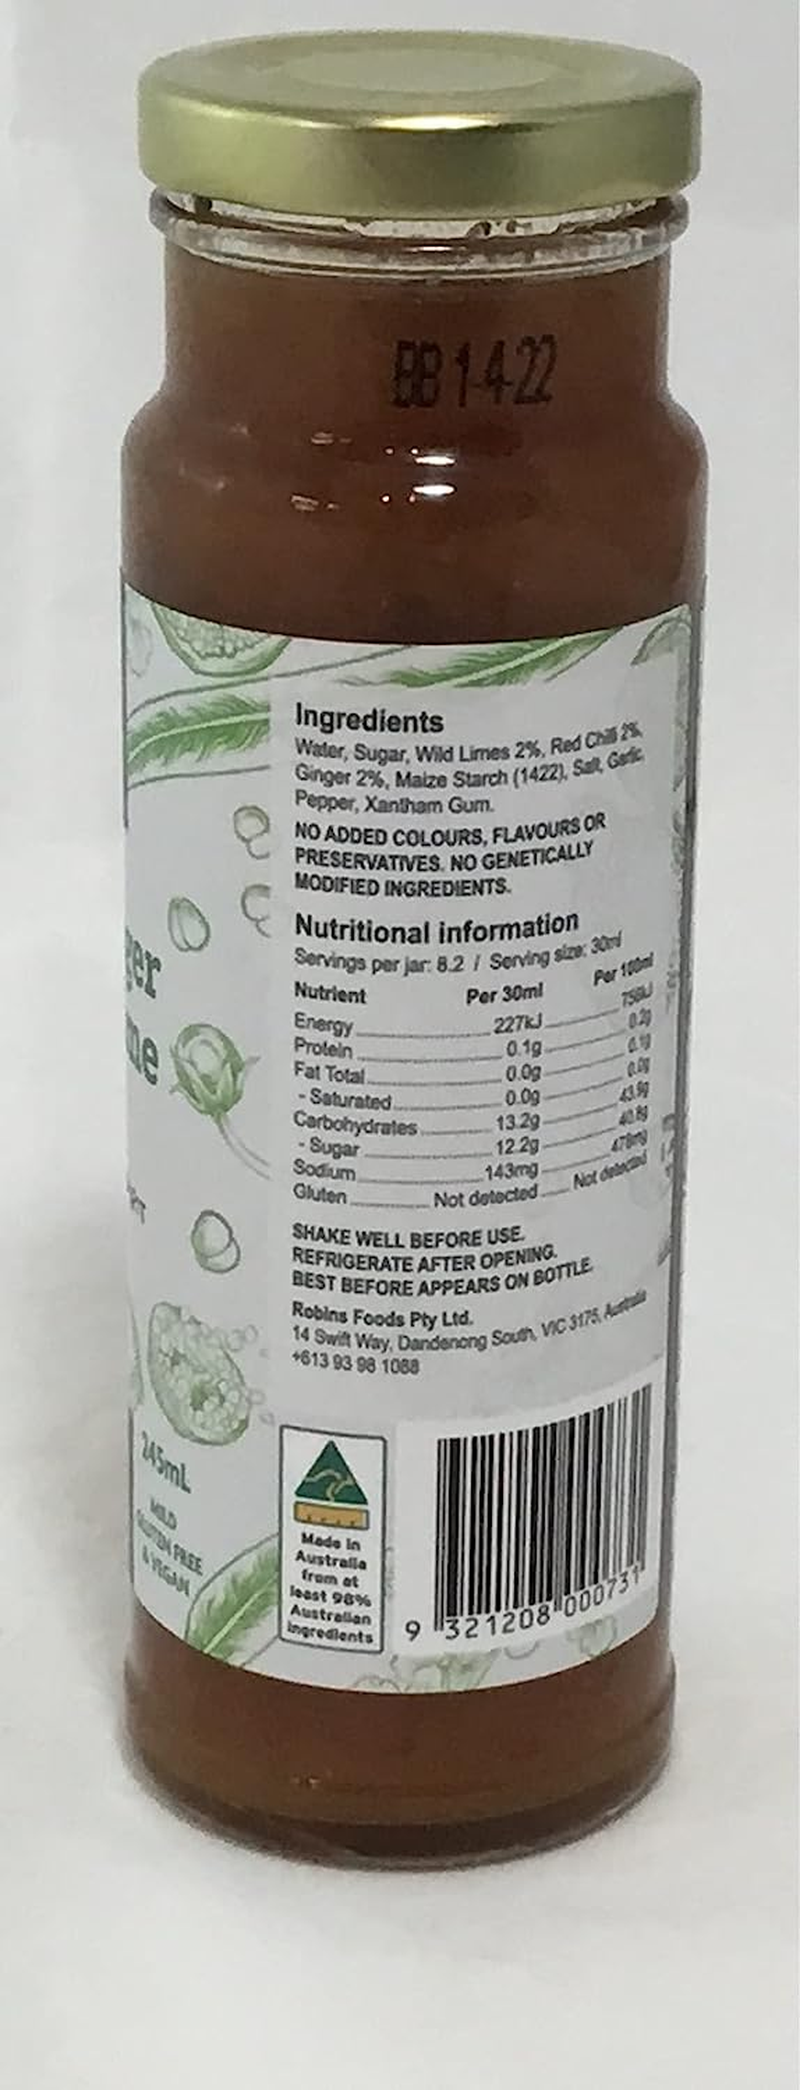 BB 1-4-22
Ingredients
Water, Sugar, Wild Limes 2%, Red Chilli 2%,
Ginger 2%, Maize Starch (1422), Salt, Garlic,
Pepper, Xantham Gum.
NO ADDED COLOURS, FLAVOURS OR
PRESERVATIVES. NO GENETICALLY
MODIFIED INGREDIENTS.
Nutritional information
Servings per jar: 8.2 / Serving size: 30ml
Nutrient Per 30ml Per 100ml
Energy 227kJ 756kJ
Protein 0.1g 0.2g
Fat Total 0.0g 0.1g
- Saturated 0.0g 0.0g
Carbohydrates 13.2g 43.9g
- Sugar 12.2g 40.8g
Sodium 143mg 478mg
Gluten Not detected Not detected
SHAKE WELL BEFORE USE.
REFRIGERATE AFTER OPENING.
BEST BEFORE APPEARS ON BOTTLE.
Robins Foods Pty Ltd.
14 Swift Way, Dandenong South, VIC 3175, Australia
+613 93 98 1088
ger
me
245mL
MILD
GLUTEN FREE
& VEGAN
Made in
Australia
from at
least 98%
Australian
ingredients
9 321208 000731